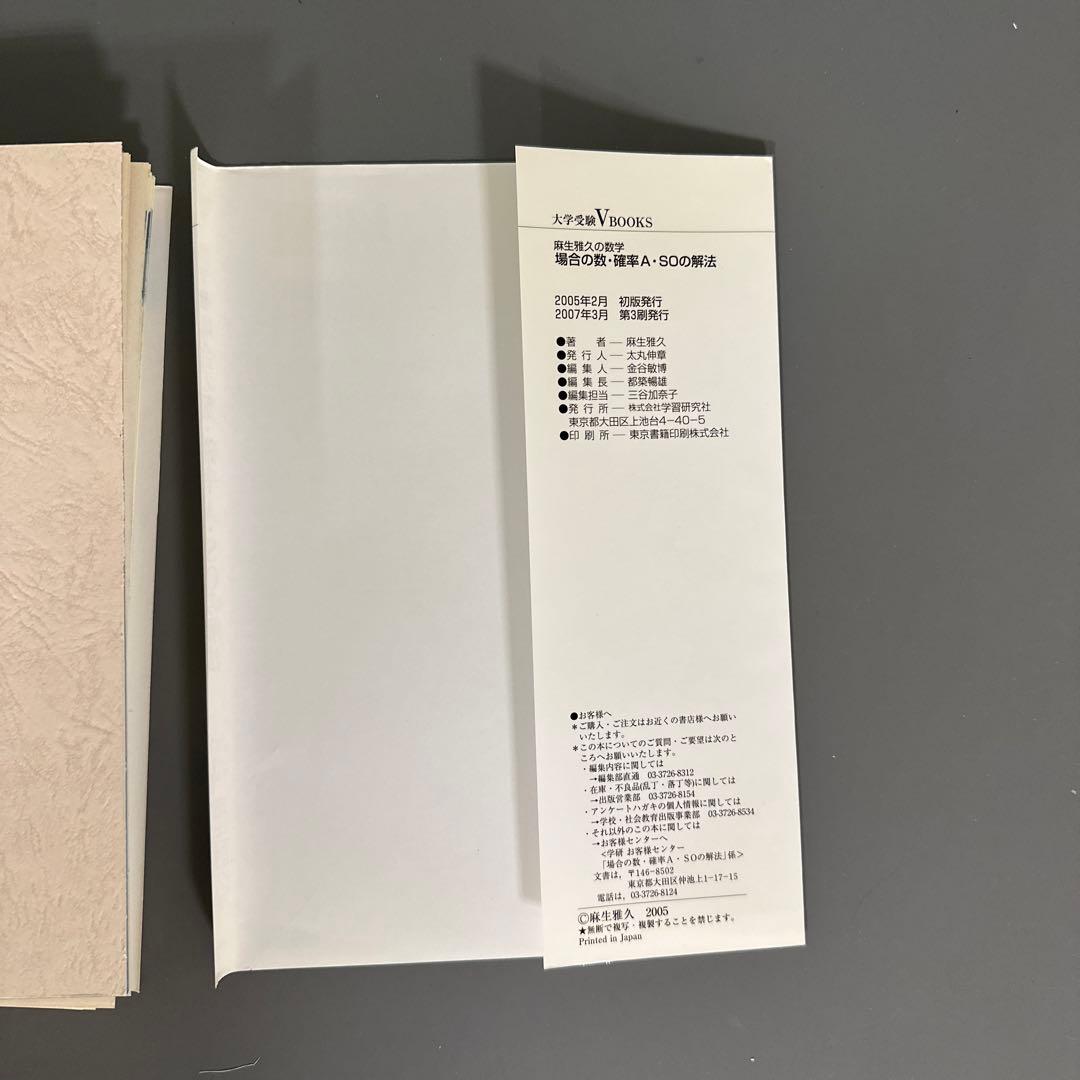 大学受験VBOOKS
麻生雅久の数学
場合の数・確率A・SOの解法
2005年2月 初版発行
2007年3月 第3刷発行
●著 者 ― 麻生雅久
●発行人 ― 太丸伸章
●編集人 ― 金谷敏博
●編集長 ― 都築暢雄
●編集担当 ― 三谷加奈子
●発行所 ― 株式会社学習研究社
東京都大田区上池台4-40-5
●印刷所 ― 東京書籍印刷株式会社
●お客様へ
＊ご購入・ご注文はお近くの書店様へお願い
いたします。
＊この本についてのご質問・ご要望は次のと
ころへお願いいたします。
・編集内容に関しては
→編集部直通 03-3726-8312
・在庫・不良品(乱丁・落丁等)に関しては
→出版営業部 03-3726-8154
・アンケートハガキの個人情報に関しては
→学校・社会教育出版事業部 03-3726-8534
・それ以外のこの本に関しては
→お客様センターへ
＜学研 お客様センター
「場合の数・確率A・SOの解法」係＞
文書は，〒146-8502
東京都大田区仲池上1-17-15
電話は，03-3726-8124
©麻生雅久 2005
★無断で複写・複製することを禁じます。
Printed in Japan